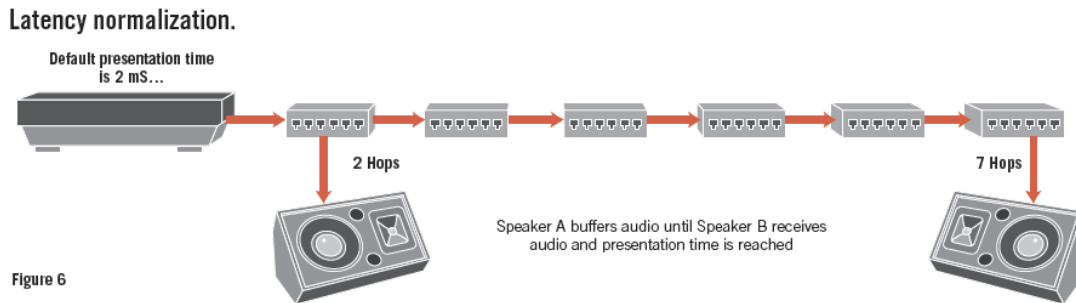 Latency normalization.
Default presentation time
is 2 mS...
2 Hops
7 Hops
Speaker A buffers audio until Speaker B receives
audio and presentation time is reached
Figure 6